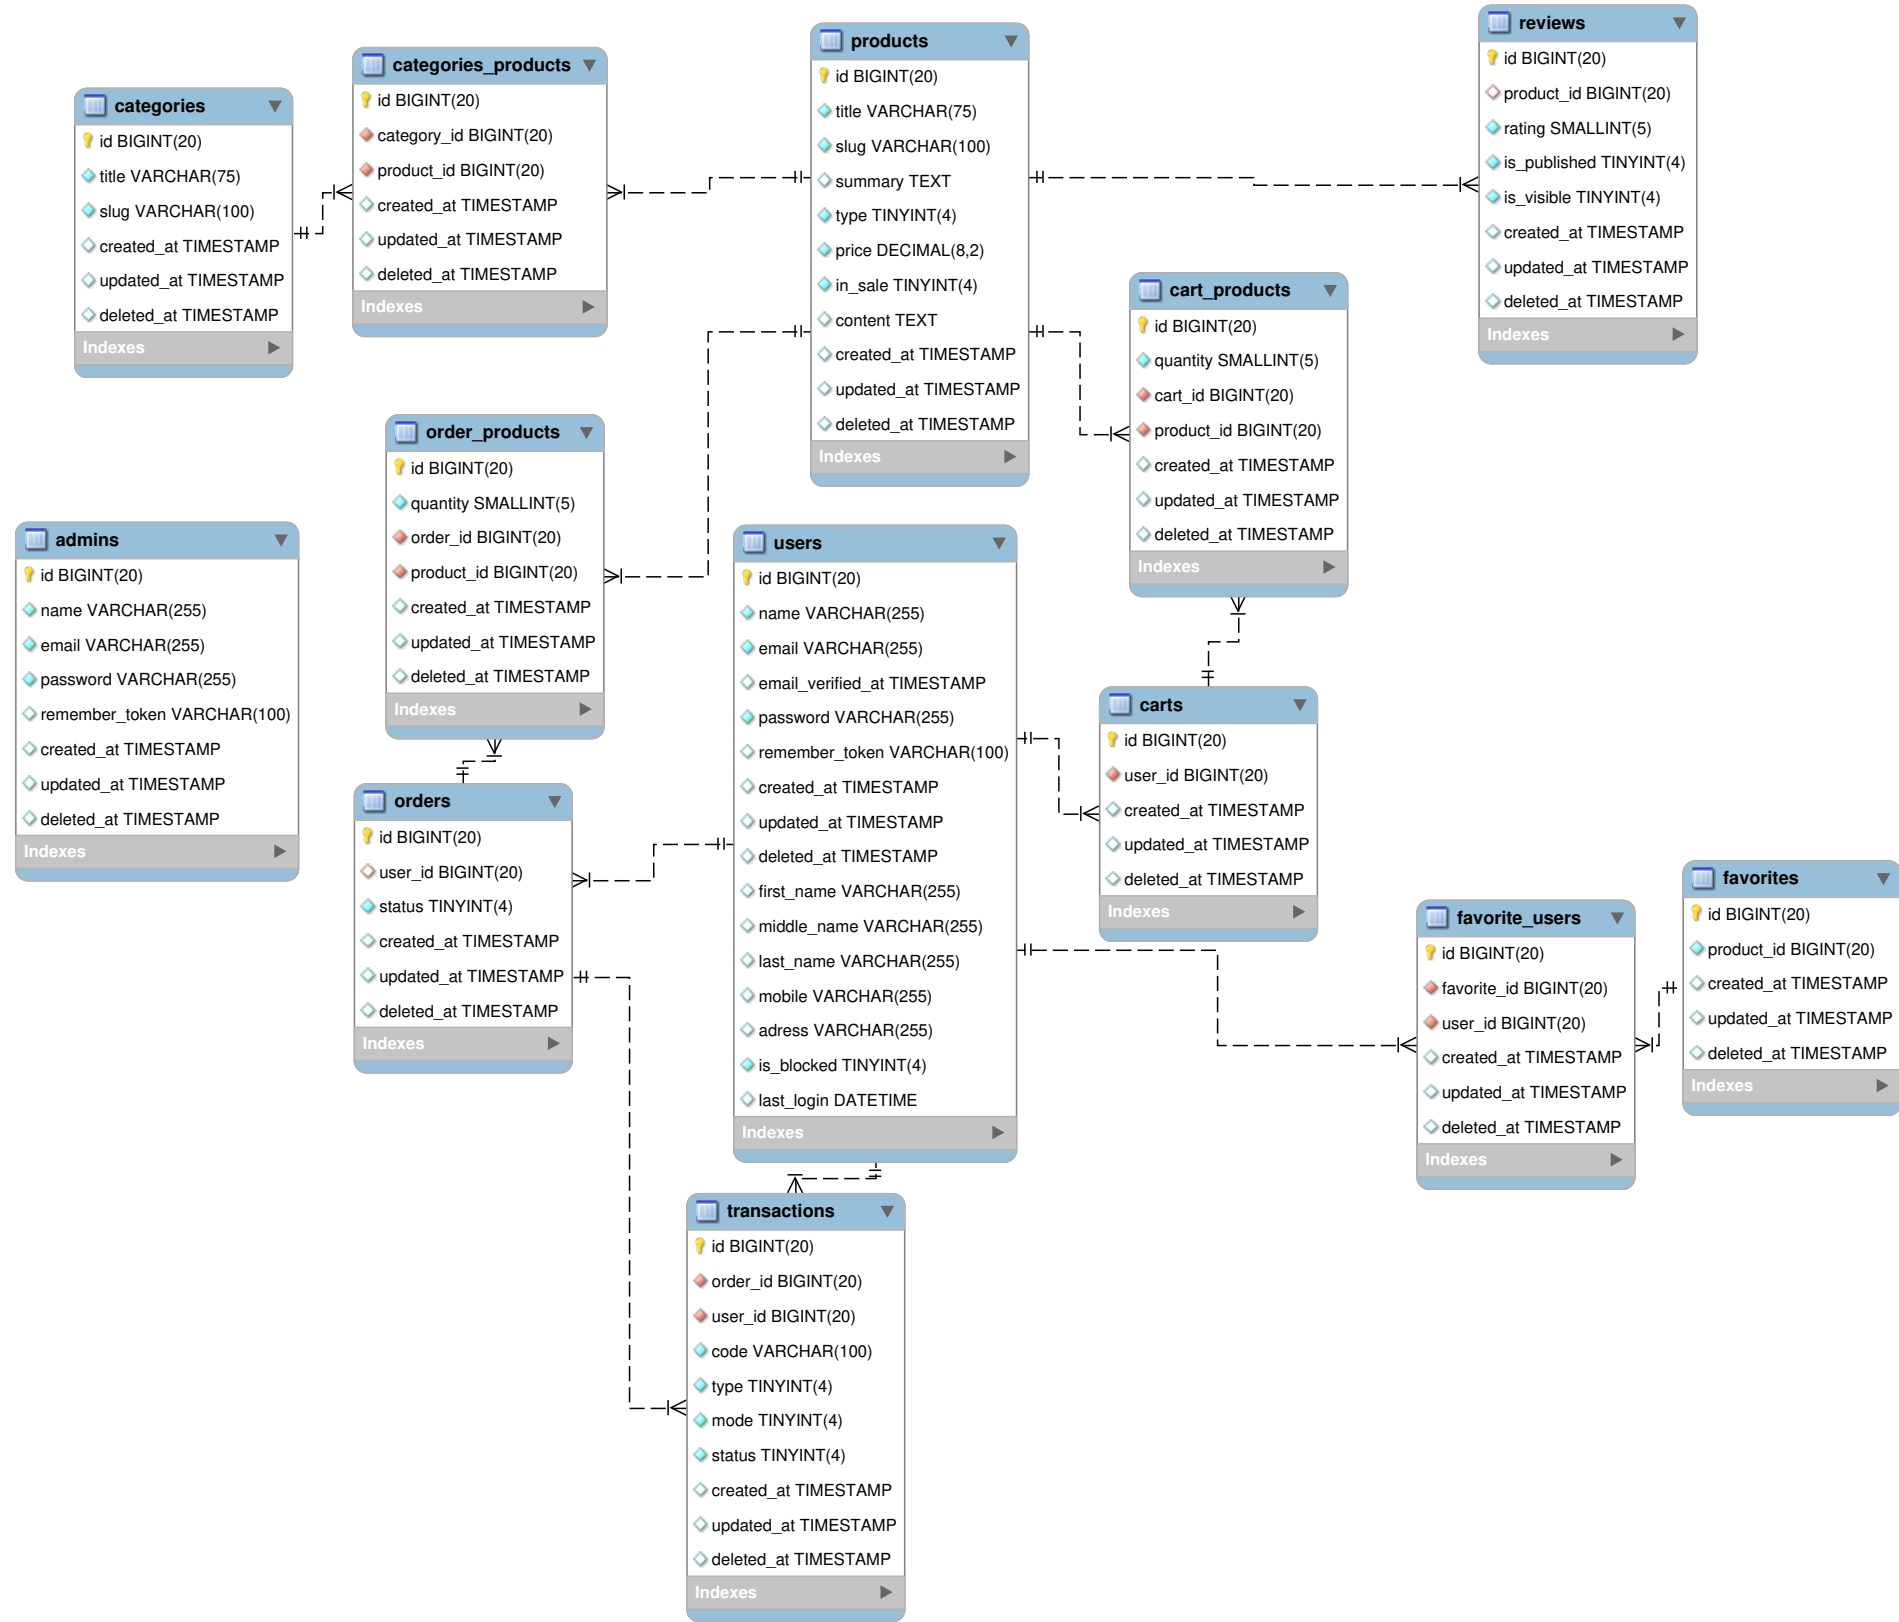 categories
id BIGINT(20)
title VARCHAR(75)
slug VARCHAR(100)
created_at TIMESTAMP
updated_at TIMESTAMP
deleted_at TIMESTAMP
Indexes
categories_products
id BIGINT(20)
category_id BIGINT(20)
product_id BIGINT(20)
created_at TIMESTAMP
updated_at TIMESTAMP
deleted_at TIMESTAMP
Indexes
products
id BIGINT(20)
title VARCHAR(75)
slug VARCHAR(100)
summary TEXT
type TINYINT(4)
price DECIMAL(8,2)
in_sale TINYINT(4)
content TEXT
created_at TIMESTAMP
updated_at TIMESTAMP
deleted_at TIMESTAMP
Indexes
reviews
id BIGINT(20)
product_id BIGINT(20)
rating SMALLINT(5)
is_published TINYINT(4)
is_visible TINYINT(4)
created_at TIMESTAMP
updated_at TIMESTAMP
deleted_at TIMESTAMP
Indexes
cart_products
id BIGINT(20)
quantity SMALLINT(5)
cart_id BIGINT(20)
product_id BIGINT(20)
created_at TIMESTAMP
updated_at TIMESTAMP
deleted_at TIMESTAMP
Indexes
order_products
id BIGINT(20)
quantity SMALLINT(5)
order_id BIGINT(20)
product_id BIGINT(20)
created_at TIMESTAMP
updated_at TIMESTAMP
deleted_at TIMESTAMP
Indexes
admins
id BIGINT(20)
name VARCHAR(255)
email VARCHAR(255)
password VARCHAR(255)
remember_token VARCHAR(100)
created_at TIMESTAMP
updated_at TIMESTAMP
deleted_at TIMESTAMP
Indexes
users
id BIGINT(20)
name VARCHAR(255)
email VARCHAR(255)
email_verified_at TIMESTAMP
password VARCHAR(255)
remember_token VARCHAR(100)
created_at TIMESTAMP
updated_at TIMESTAMP
deleted_at TIMESTAMP
first_name VARCHAR(255)
middle_name VARCHAR(255)
last_name VARCHAR(255)
mobile VARCHAR(255)
adress VARCHAR(255)
is_blocked TINYINT(4)
last_login DATETIME
Indexes
carts
id BIGINT(20)
user_id BIGINT(20)
created_at TIMESTAMP
updated_at TIMESTAMP
deleted_at TIMESTAMP
Indexes
orders
id BIGINT(20)
user_id BIGINT(20)
status TINYINT(4)
created_at TIMESTAMP
updated_at TIMESTAMP
deleted_at TIMESTAMP
Indexes
favorite_users
id BIGINT(20)
favorite_id BIGINT(20)
user_id BIGINT(20)
created_at TIMESTAMP
updated_at TIMESTAMP
deleted_at TIMESTAMP
Indexes
favorites
id BIGINT(20)
product_id BIGINT(20)
created_at TIMESTAMP
updated_at TIMESTAMP
deleted_at TIMESTAMP
Indexes
transactions
id BIGINT(20)
order_id BIGINT(20)
user_id BIGINT(20)
code VARCHAR(100)
type TINYINT(4)
mode TINYINT(4)
status TINYINT(4)
created_at TIMESTAMP
updated_at TIMESTAMP
deleted_at TIMESTAMP
Indexes